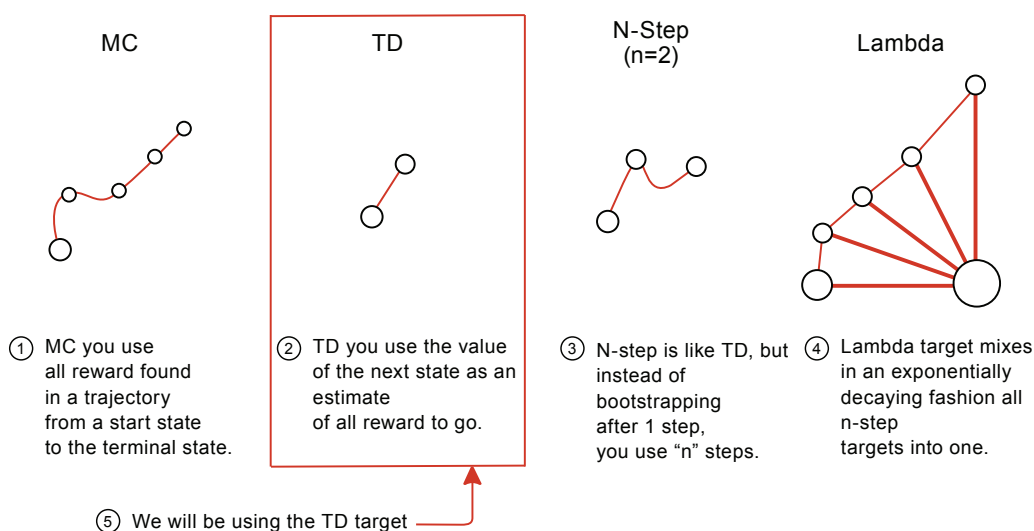 MC
TD
N-Step
(n=2)
Lambda
1 MC you use
all reward found
in a trajectory
from a start state
to the terminal state.
2 TD you use the value
of the next state as an
estimate
of all reward to go.
3 N-step is like TD, but
instead of
bootstrapping
after 1 step,
you use “n” steps.
4 Lambda target mixes
in an exponentially
decaying fashion all
n-step
targets into one.
5 We will be using the TD target